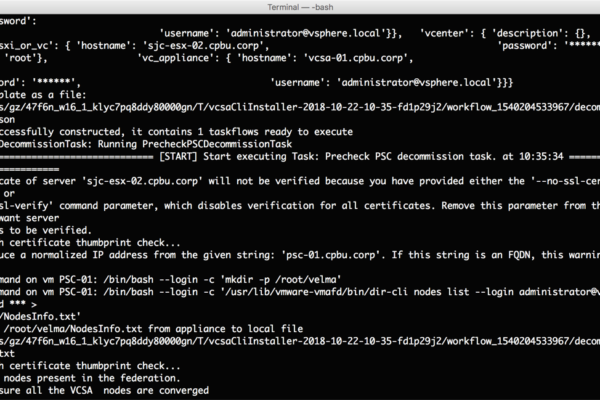 Terminal — -bash
sword':
'username': 'administrator@vsphere.local'}}, 'vcenter': { 'description': {},
sxi_or_vc': { 'hostname': 'sjc-esx-02.cpbu.corp', 'password': '******
'root'}, 'vc_appliance': { 'hostname': 'vcsa-01.cpbu.corp',
ord': '******', 'username': 'administrator@vsphere.local'}}}
plate as a file:
s/gz/47f6n_w16_1_klyc7pq8ddy80000gn/T/vcsaCliInstaller-2018-10-22-10-35-fd1p29j2/workflow_1540204533967/decom
son
ccessfully constructed, it contains 1 taskflows ready to execute
DecommissionTask: Running PrecheckPSCDecommissionTask
============================ [START] Start executing Task: Precheck PSC decommission task. at 10:35:34 ======
===========
cate of server 'sjc-esx-02.cpbu.corp' will not be verified because you have provided either the '--no-ssl-cer
or
sl-verify' command parameter, which disables verification for all certificates. Remove this parameter from th
want server
s to be verified.
n certificate thumbprint check...
uce a normalized IP address from the given string: 'psc-01.cpbu.corp'. If this string is an FQDN, this warnin
mand on vm PSC-01: /bin/bash --login -c 'mkdir -p /root/velma'
mand on vm PSC-01: /bin/bash --login -c '/usr/lib/vmware-vmafd/bin/dir-cli nodes list --login administrator@v
d *** >
/NodesInfo.txt'
/root/velma/NodesInfo.txt from appliance to local file
s/gz/47f6n_w16_1_klyc7pq8ddy80000gn/T/vcsaCliInstaller-2018-10-22-10-35-fd1p29j2/workflow_1540204533967/decom
txt
n certificate thumbprint check...
nodes present in the federation.
sure all the VCSA nodes are converged